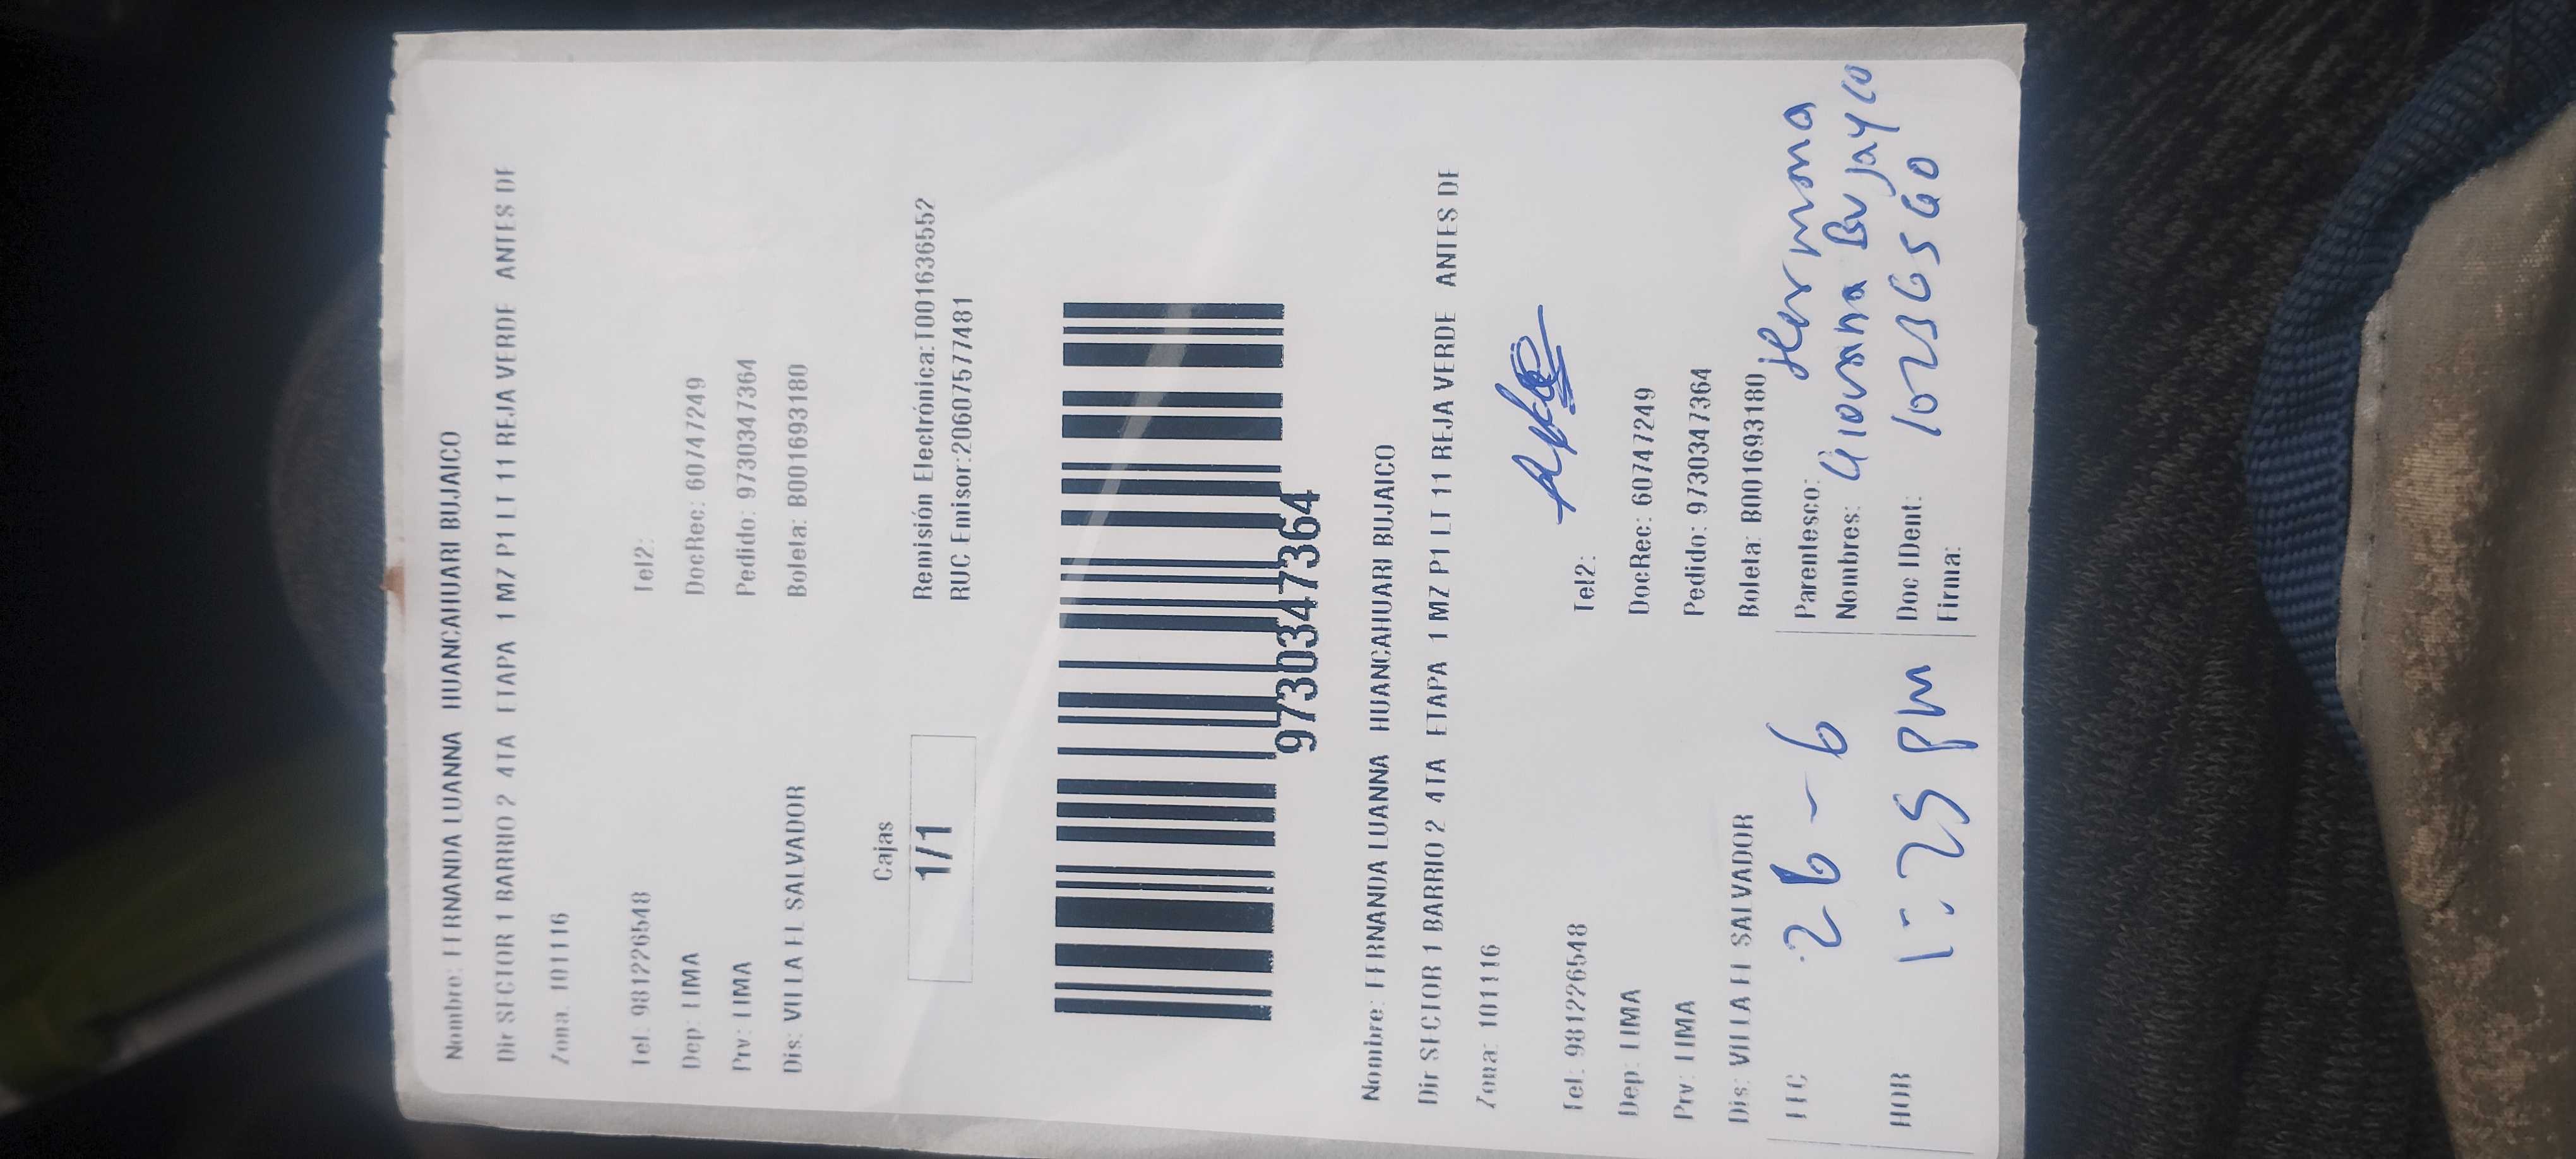 Nombre: FERNANDA LUANNA HUANCAHUARI BUJAICO
Dir SECTOR 1 BARRIO 2 4TA ETAPA 1 MZ P1 LT 11 REJA VERDE ANTES DE
Zona: 101116
Tel: 981226548 Tel2:
Dep: LIMA DocRec: 60747249
Prv: LIMA Pedido: 9730347364
Dis: VILLA EL SALVADOR Boleta: B001693180
Cajas
1/1
Remisión Electrónica: T001636552
RUC Emisor:20607577481
9730347364
Nombre: FERNANDA LUANNA HUANCAHUARI BUJAICO
Dir SECTOR 1 BARRIO 2 4TA ETAPA 1 MZ P1 LT 11 REJA VERDE ANTES DE
Zona: 101116
Tel: 981226548 Tel2:
Dep: LIMA DocRec: 60747249
Prv: LIMA Pedido: 9730347364
Dis: VILLA EL SALVADOR Boleta: B001693180
FEC 26-6 Parentesco: Hermana
Nombres: Giovanna Bujayco
HOR 1:25 pm Doc IDent:
Firma: